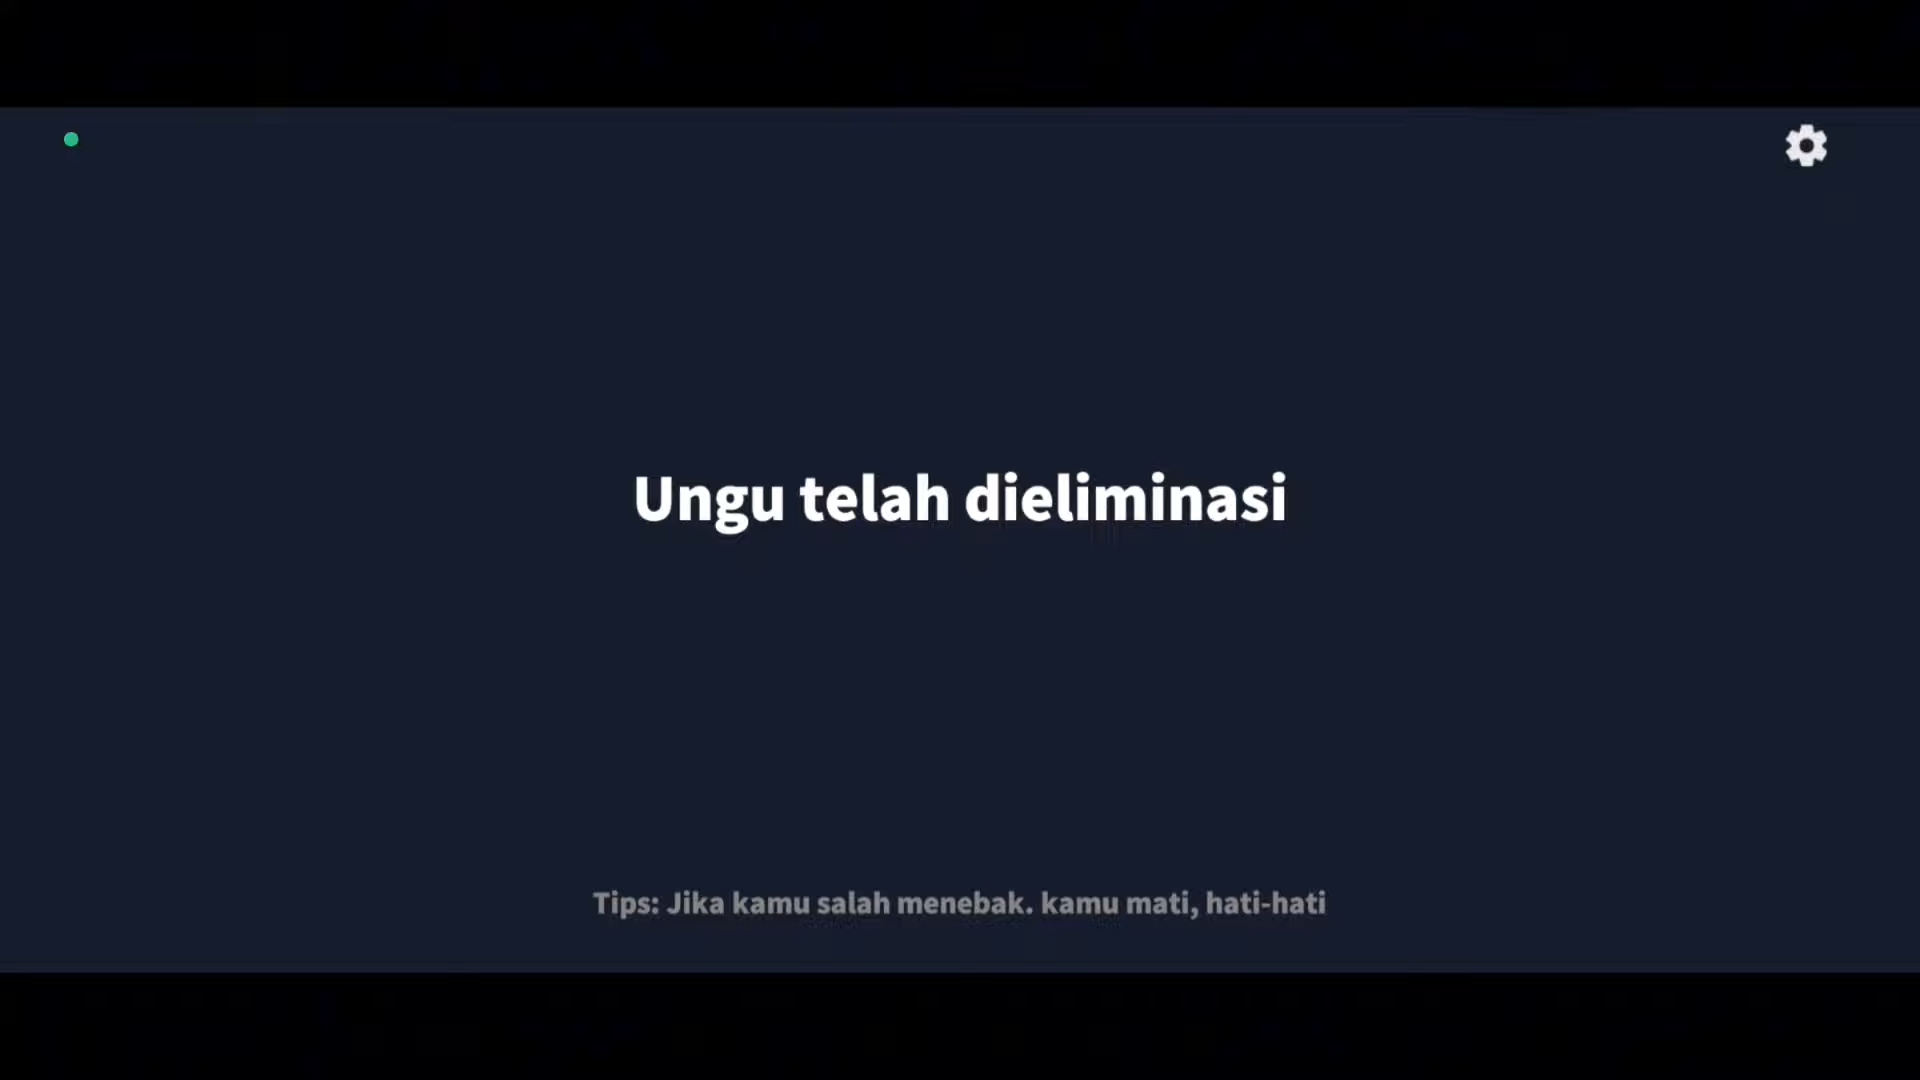 Ungu telah dieliminasi
Tips: Jika kamu salah menebak. kamu mati, hati-hati